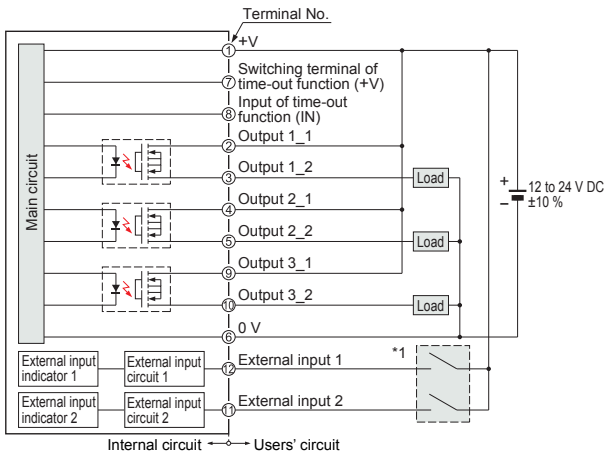 Terminal No.
1 +V
7 Switching terminal of
time-out function (+V)
8 Input of time-out
function (IN)
2 Output 1_1
3 Output 1_2
4 Output 2_1
5 Output 2_2
9 Output 3_1
10 Output 3_2
6 0 V
12 External input 1
11 External input 2
Main circuit
Load
Load
Load
+
−
12 to 24 V DC
±10 %
*1
External input
indicator 1
External input
circuit 1
External input
indicator 2
External input
circuit 2
Internal circuit
Users' circuit